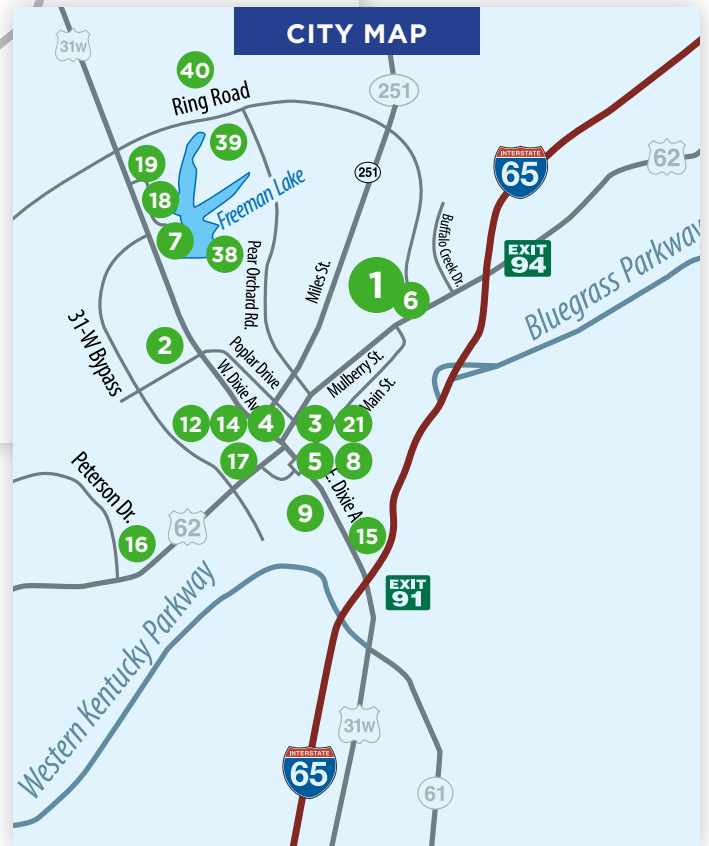 CITY MAP
31W
40
Ring Road
251
39
19
251
INTERSTATE
65
62
18
Freeman Lake
7
38
Pear Orchard Rd.
Miles St.
Buffalo Creek Dr.
EXIT
94
1
6
Bluegrass Parkway
31-W Bypass
2
Poplar Drive
W. Dixie Av
Mulberry St.
Main St.
12
14
4
3
21
17
5
8
E. Dixie A
Peterson Dr.
9
62
16
15
EXIT
91
Western Kentucky Parkway
31W
INTERSTATE
65
61